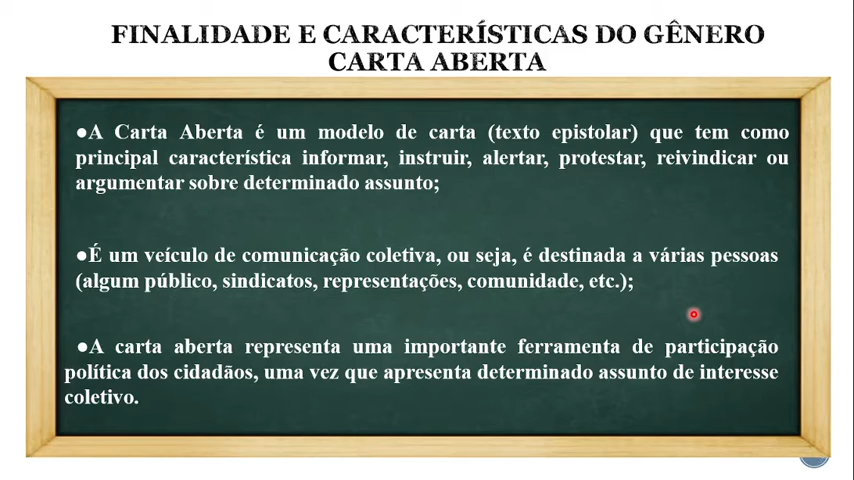 FINALIDADE E CARACTERÍSTICAS DO GÊNERO
CARTA ABERTA
●A Carta Aberta é um modelo de carta (texto epistolar) que tem como
principal característica informar, instruir, alertar, protestar, reivindicar ou
argumentar sobre determinado assunto;
●É um veículo de comunicação coletiva, ou seja, é destinada a várias pessoas
(algum público, sindicatos, representações, comunidade, etc.);
●A carta aberta representa uma importante ferramenta de participação
política dos cidadãos, uma vez que apresenta determinado assunto de interesse
coletivo.